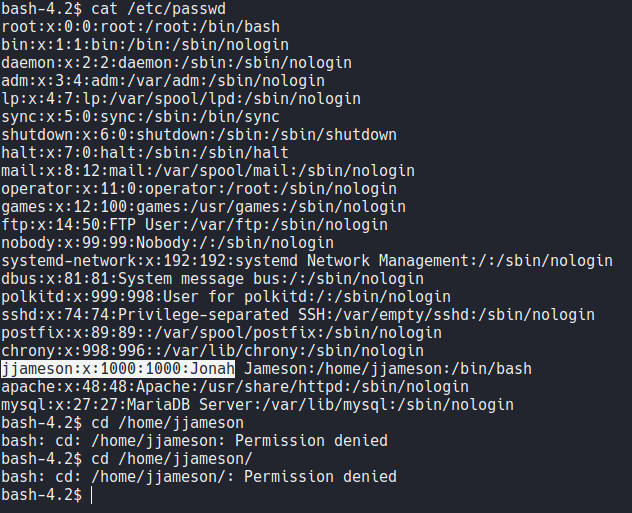 bash-4.2$ cat /etc/passwd
root:x:0:0:root:/root:/bin/bash
bin:x:1:1:bin:/bin:/sbin/nologin
daemon:x:2:2:daemon:/sbin:/sbin/nologin
adm:x:3:4:adm:/var/adm:/sbin/nologin
lp:x:4:7:lp:/var/spool/lpd:/sbin/nologin
sync:x:5:0:sync:/sbin:/bin/sync
shutdown:x:6:0:shutdown:/sbin:/sbin/shutdown
halt:x:7:0:halt:/sbin:/sbin/halt
mail:x:8:12:mail:/var/spool/mail:/sbin/nologin
operator:x:11:0:operator:/root:/sbin/nologin
games:x:12:100:games:/usr/games:/sbin/nologin
ftp:x:14:50:FTP User:/var/ftp:/sbin/nologin
nobody:x:99:99:Nobody:/:/sbin/nologin
systemd-network:x:192:192:systemd Network Management:/:/sbin/nologin
dbus:x:81:81:System message bus:/:/sbin/nologin
polkitd:x:999:998:User for polkitd:/:/sbin/nologin
sshd:x:74:74:Privilege-separated SSH:/var/empty/sshd:/sbin/nologin
postfix:x:89:89::/var/spool/postfix:/sbin/nologin
chrony:x:998:996::/var/lib/chrony:/sbin/nologin
jjameson:x:1000:1000:Jonah Jameson:/home/jjameson:/bin/bash
apache:x:48:48:Apache:/usr/share/httpd:/sbin/nologin
mysql:x:27:27:MariaDB Server:/var/lib/mysql:/sbin/nologin
bash-4.2$ cd /home/jjameson
bash: cd: /home/jjameson: Permission denied
bash-4.2$ cd /home/jjameson/
bash: cd: /home/jjameson/: Permission denied
bash-4.2$